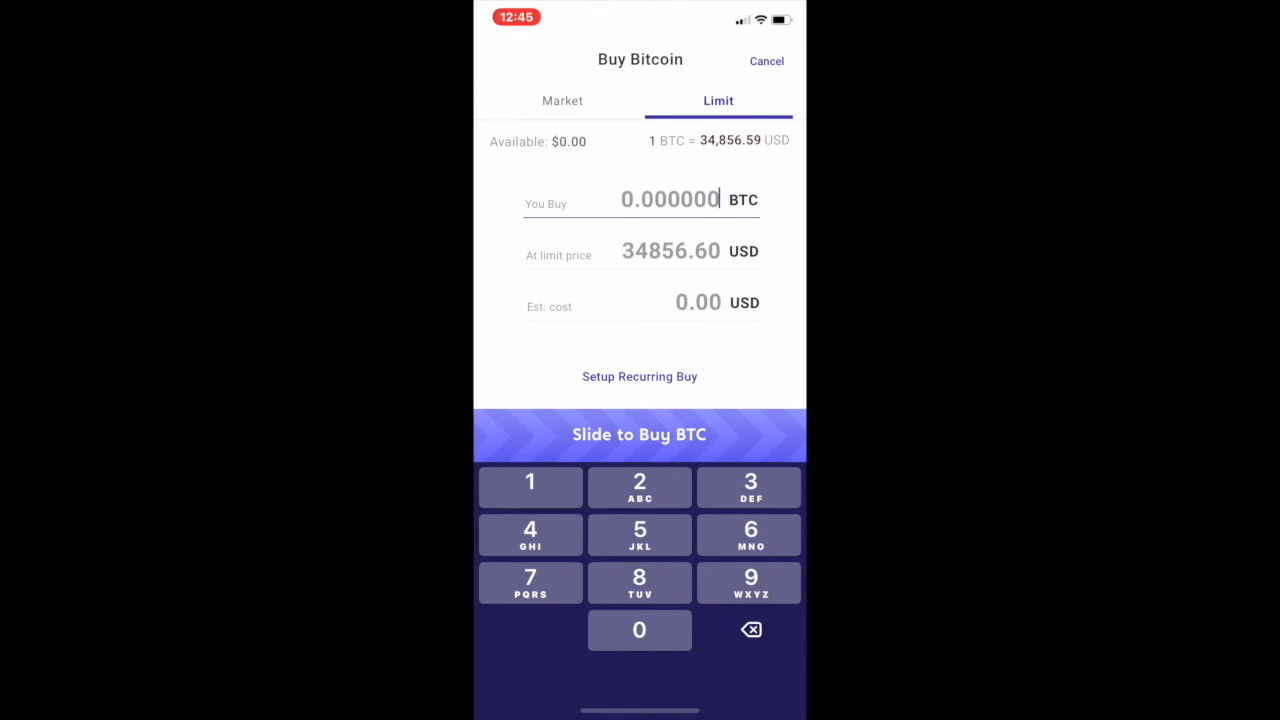 12:45
Buy Bitcoin
Cancel
Market
Limit
Available: $0.00
1 BTC = 34,856.59 USD
You Buy 0.000000 BTC
At limit price 34856.60 USD
Est. cost 0.00 USD
Setup Recurring Buy
Slide to Buy BTC
1 2 3
ABC DEF
4 5 6
GHI JKL MNO
7 8 9
PQRS TUV WXYZ
0